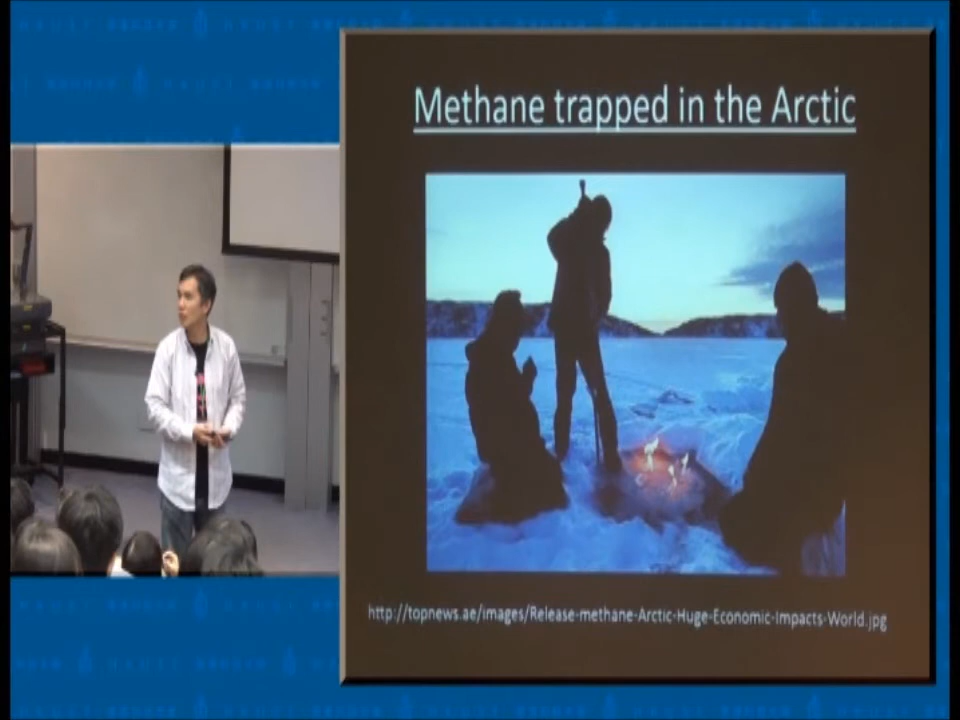 Methane trapped in the Arctic
http://topnews.ae/images/Release-methane-Arctic-Huge-Economic-Impacts-World.jpg